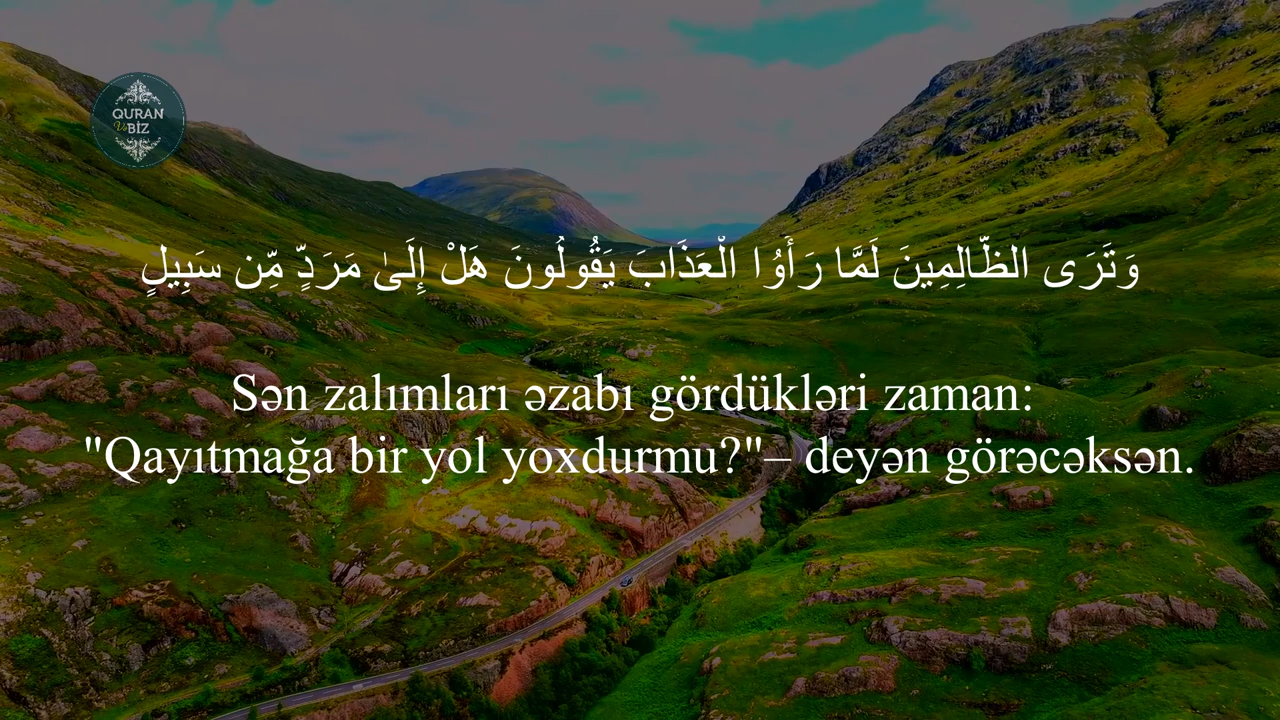 QURAN
Və BİZ
وَتَرَى الظَّالِمِينَ لَمَّا رَأَوُا الْعَذَابَ يَقُولُونَ هَلْ إِلَىٰ مَرَدٍّ مِّن سَبِيلٍ
Sən zalımları əzabı gördükləri zaman:
"Qayıtmağa bir yol yoxdurmu?"– deyən görəcəksən.